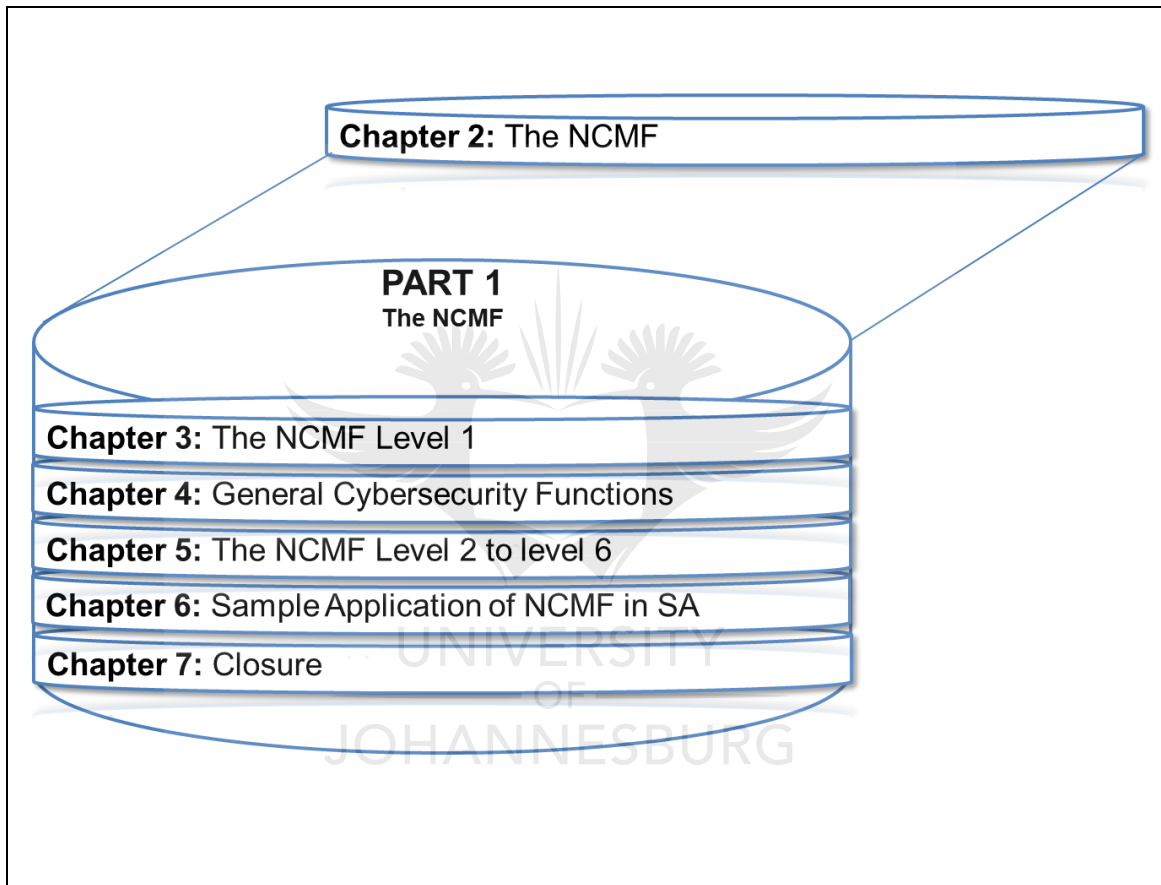 Chapter 2: The NCMF
PART 1
The NCMF
Chapter 3: The NCMF Level 1
Chapter 4: General Cybersecurity Functions
Chapter 5: The NCMF Level 2 to level 6
Chapter 6: Sample Application of NCMF in SA
Chapter 7: Closure
UNIVERSITY
OF
JOHANNESBURG